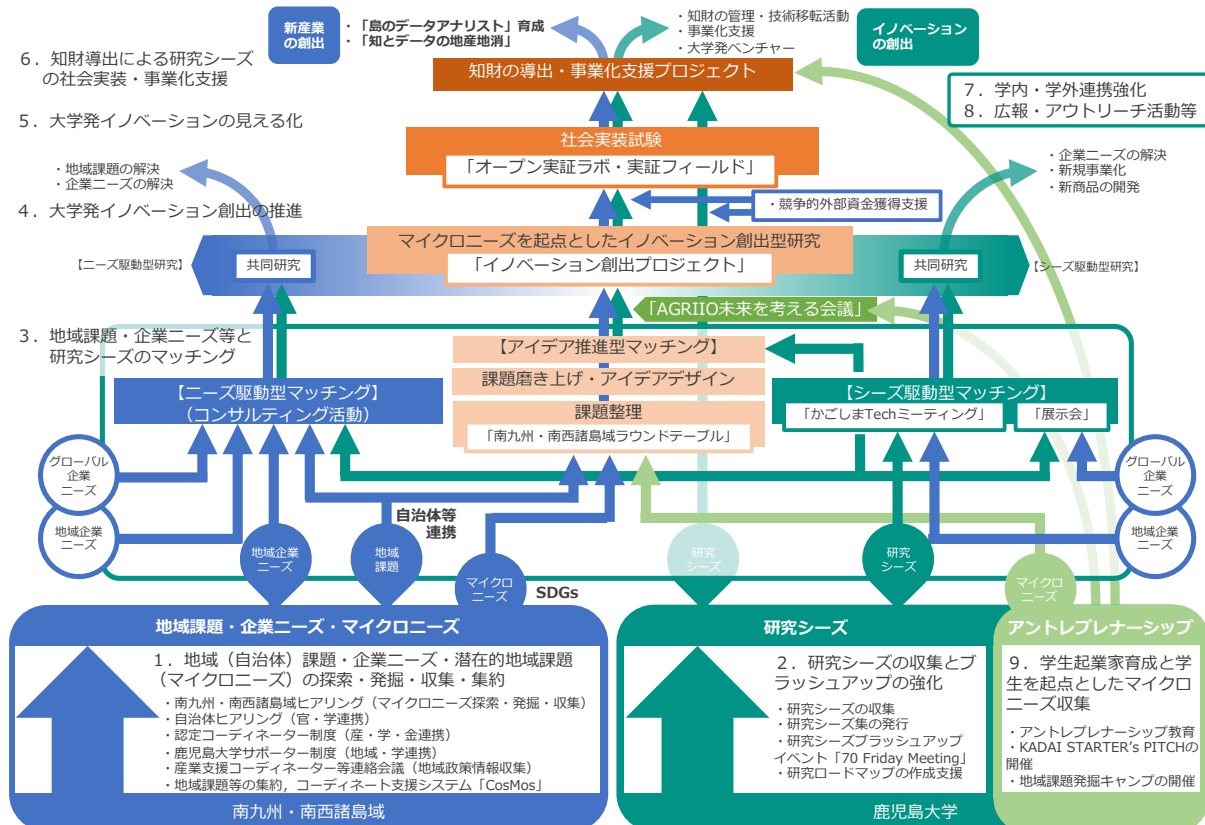 新産業
の創出
・「島のデータアナリスト」育成
・「知とデータの地産地消」
・知財の管理・技術移転活動
・事業化支援
・大学発ベンチャー
イノベーション
の創出
6．知財導出による研究シーズ
の社会実装・事業化支援
知財の導出・事業化支援プロジェクト
7．学内・学外連携強化
8．広報・アウトリーチ活動等
5．大学発イノベーションの見える化
社会実装試験
「オープン実証ラボ・実証フィールド」
・地域課題の解決
・企業ニーズの解決
・企業ニーズの解決
・新規事業化
・新商品の開発
4．大学発イノベーション創出の推進
・競争的外部資金獲得支援
マイクロニーズを起点としたイノベーション創出型研究
「イノベーション創出プロジェクト」
【ニーズ駆動型研究】
共同研究
共同研究
【シーズ駆動型研究】
「AGRIIO未来を考える会議」
3．地域課題・企業ニーズ等と
研究シーズのマッチング
【アイデア推進型マッチング】
課題磨き上げ・アイデアデザイン
課題整理
「南九州・南西諸島域ラウンドテーブル」
【ニーズ駆動型マッチング】
（コンサルティング活動）
【シーズ駆動型マッチング】
「かごしまTechミーティング」
「展示会」
グローバル
企業
ニーズ
地域企業
ニーズ
グローバル
企業
ニーズ
地域企業
ニーズ
自治体等
連携
地域企業
ニーズ
地域
課題
マイクロ
ニーズ
SDGs
研究
シーズ
研究
シーズ
マイクロ
ニーズ
地域課題・企業ニーズ・マイクロニーズ
1．地域（自治体）課題・企業ニーズ・潜在的地域課題
（マイクロニーズ）の探索・発掘・収集・集約
・南九州・南西諸島域ヒアリング（マイクロニーズ探索・発掘・収集）
・自治体ヒアリング（官・学連携）
・認定コーディネーター制度（産・学・金連携）
・鹿児島大学サポーター制度（地域・学連携）
・産業支援コーディネーター等連絡会議（地域政策情報収集）
・地域課題等の集約，コーディネート支援システム「CosMos」
南九州・南西諸島域
研究シーズ
2．研究シーズの収集とブ
ラッシュアップの強化
・研究シーズの収集
・研究シーズ集の発行
・研究シーズブラッシュアップ
イベント「70 Friday Meeting」
・研究ロードマップの作成支援
鹿児島大学
アントレプレナーシップ
9．学生起業家育成と学
生を起点としたマイクロ
ニーズ収集
・アントレプレナーシップ教育
・KADAI STARTER's PITCHの
開催
・地域課題発掘キャンプの開催